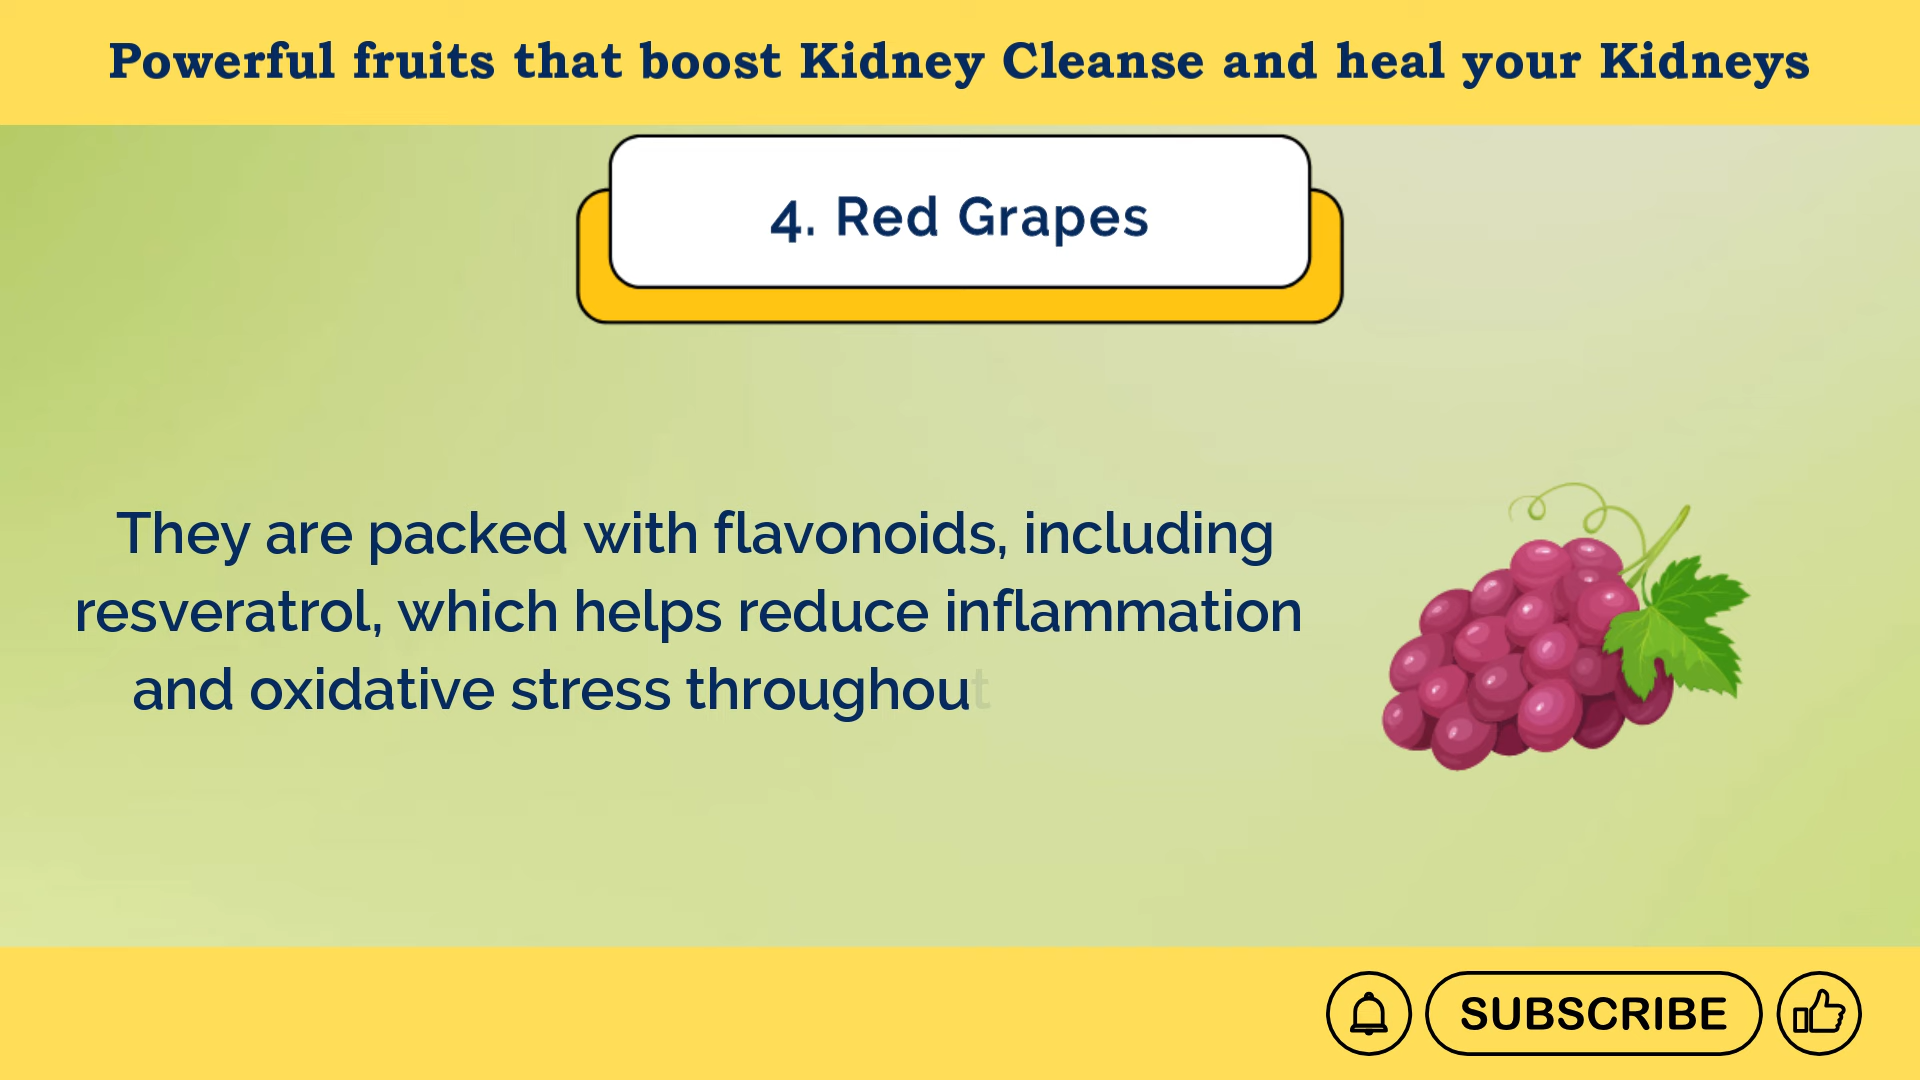 Powerful fruits that boost Kidney Cleanse and heal your Kidneys
4. Red Grapes
They are packed with flavonoids, including
resveratrol, which helps reduce inflammation
and oxidative stress throughout
SUBSCRIBE